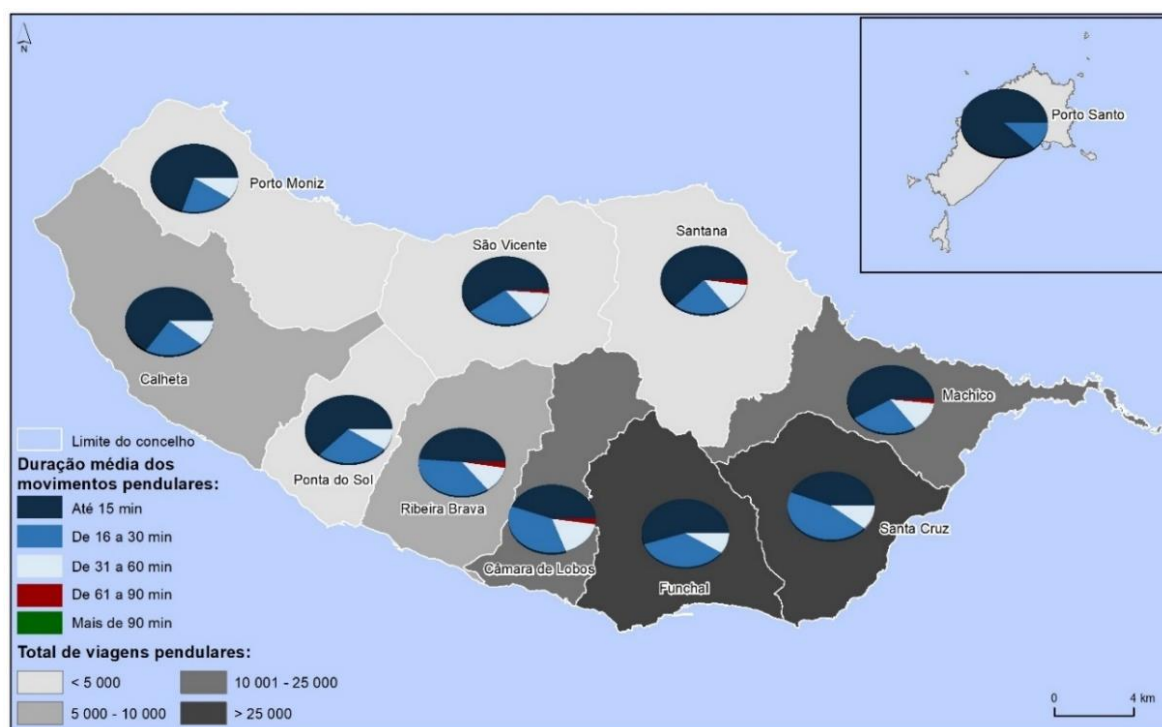 N
Porto Santo
Porto Moniz
São Vicente
Santana
Calheta
Machico
Ponta do Sol
Ribeira Brava
Santa Cruz
Câmara de Lobos
Funchal
Limite do concelho
Duração média dos
movimentos pendulares:
Até 15 min
De 16 a 30 min
De 31 a 60 min
De 61 a 90 min
Mais de 90 min
Total de viagens pendulares:
< 5 000
10 001 - 25 000
5 000 - 10 000
> 25 000
0 4 km